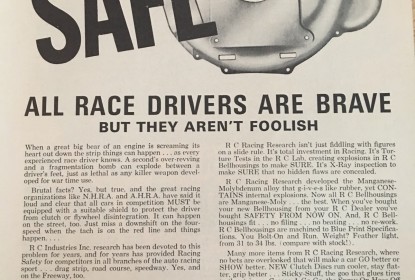 SAFE
ALL RACE DRIVERS ARE BRAVE
BUT THEY AREN'T FOOLISH
When a great big bear of an engine is screaming its
heart out down the strip things can happen . . . as every
experienced race driver knows. A second's over-revving
and a fragmentation bomb can explode between a
driver's feet, just as lethal as any killer weapon devel-
oped for war time use.
Brutal facts? Yes, but true, and the great racing
organizations like N.H.R.A. and A.H.R.A. have said it
loud and clear that all cars in competition MUST be
equipped with a suitable shield to protect the driver
from clutch or flywheel disintegration. It can happen
on the street, too. Just miss a downshift on the four-
speed when the tach is on the red line and things
happen. . . .
R C Industries Inc. research has been devoted to this
problem for years, and for years has provided Racing
Safety for competitors in all branches of the auto racing
sport . . . drag strip, road course, speedway. Yes, and
on the Freeway, too.
R C Racing Research isn't just fiddling with figures
on a slide rule. It's total investment in Racing. It's Tor-
ture Tests in the R C Lab, creating explosions in R C
Bellhousings to make SURE. It's X-Ray inspection to
make SURE that no hidden flaws are concealed.
R C Racing Research developed the Manganese-
Molybdenum alloy that g-i-v-e-s like rubber, yet CON-
TAINS internal explosions. Now all R C Bellhousings
are Manganese-Moly . . . the best. When you've bought
your new Bellhousing from your R C Dealer you've
bought SAFETY FROM NOW ON. And, R C Bell-
housings fit . . . no filing . . . no heating . . . no re-work.
R C Bellhousings are machined to Blue Print Specifica-
tions. You Bolt-On and Run. Weight? Feather light,
from 31 to 34 lbs. (compare with stock!).
Many more items from R C Racing Research, where
no bets are overlooked that will make a car GO better or
SHOW better. NEW Clutch Discs run cooler, stay flat-
ter, grip better . . . Sticky-Stuff, the goo that glues